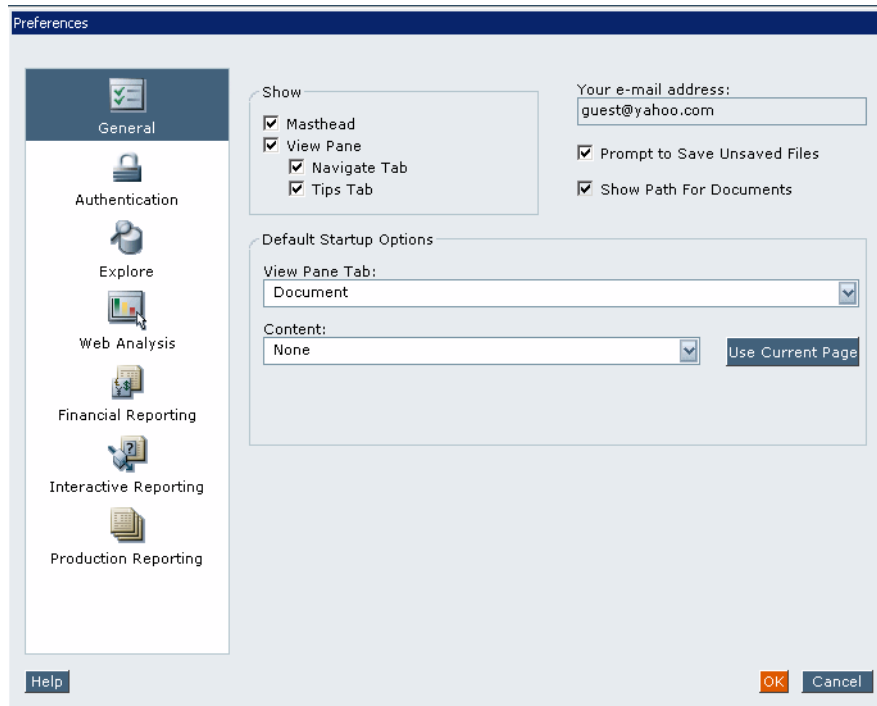 Preferences
General
Authentication
Explore
Web Analysis
Financial Reporting
Interactive Reporting
Production Reporting
Show
Masthead
View Pane
Navigate Tab
Tips Tab
Your e-mail address:
guest@yahoo.com
Prompt to Save Unsaved Files
Show Path For Documents
Default Startup Options
View Pane Tab:
Document
Content:
None
Use Current Page
Help
OK
Cancel